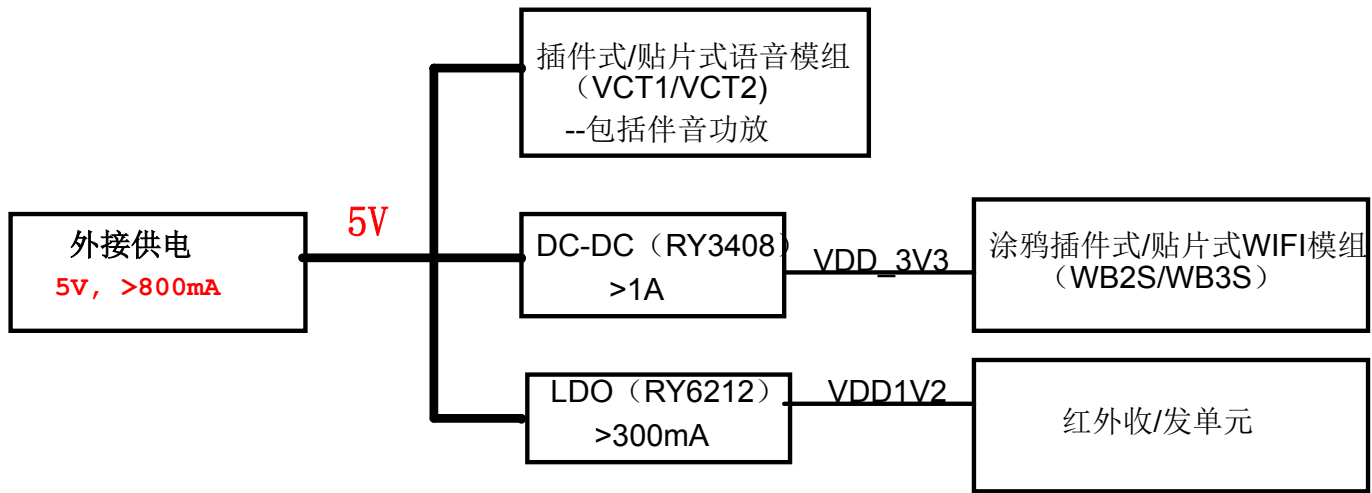 插件式/贴片式语音模组
（VCT1/VCT2)
--包括伴音功放
外接供电
5V, >800mA
5V
DC-DC（RY3408）
>1A
VDD_3V3
涂鸦插件式/贴片式WIFI模组
（WB2S/WB3S）
LDO（RY6212）
>300mA
VDD1V2
红外收/发单元